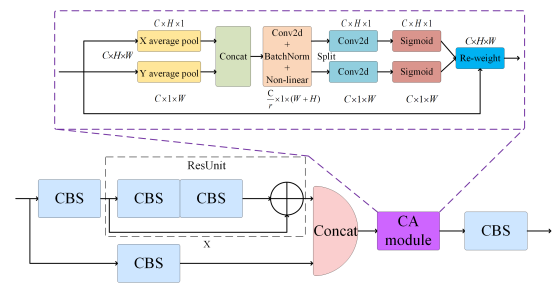 C×H×1
C×H×1
C×H×1
X average pool
Concat
Conv2d
+
BatchNorm
+
Non-linear
Conv2d
Sigmoid
C×H×W
C×H×W
Split
Re-weight
Y average pool
Conv2d
Sigmoid
C×1×W
C/r×1×(W+H)
C×1×W
C×1×W
ResUnit
CBS
CBS
CBS
Concat
CA
module
CBS
X
CBS